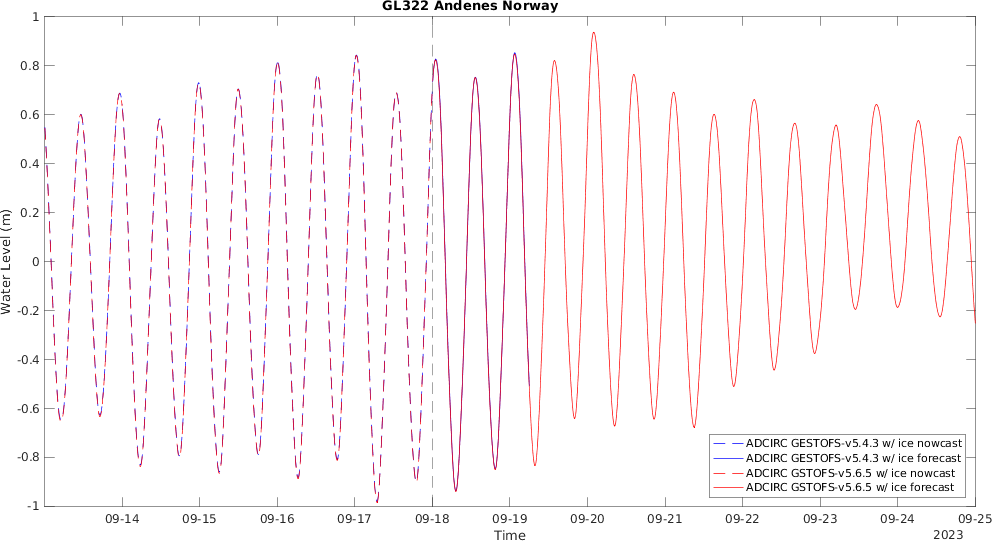 GL322 Andenes Norway
Water Level (m)
1
0.8
0.6
0.4
0.2
0
-0.2
-0.4
-0.6
-0.8
-1
ADCIRC GESTOFS-v5.4.3 w/ ice nowcast
ADCIRC GESTOFS-v5.4.3 w/ ice forecast
ADCIRC GSTOFS-v5.6.5 w/ ice nowcast
ADCIRC GSTOFS-v5.6.5 w/ ice forecast
09-14 09-15 09-16 09-17 09-18 09-19 09-20 09-21 09-22 09-23 09-24 09-25
Time
2023